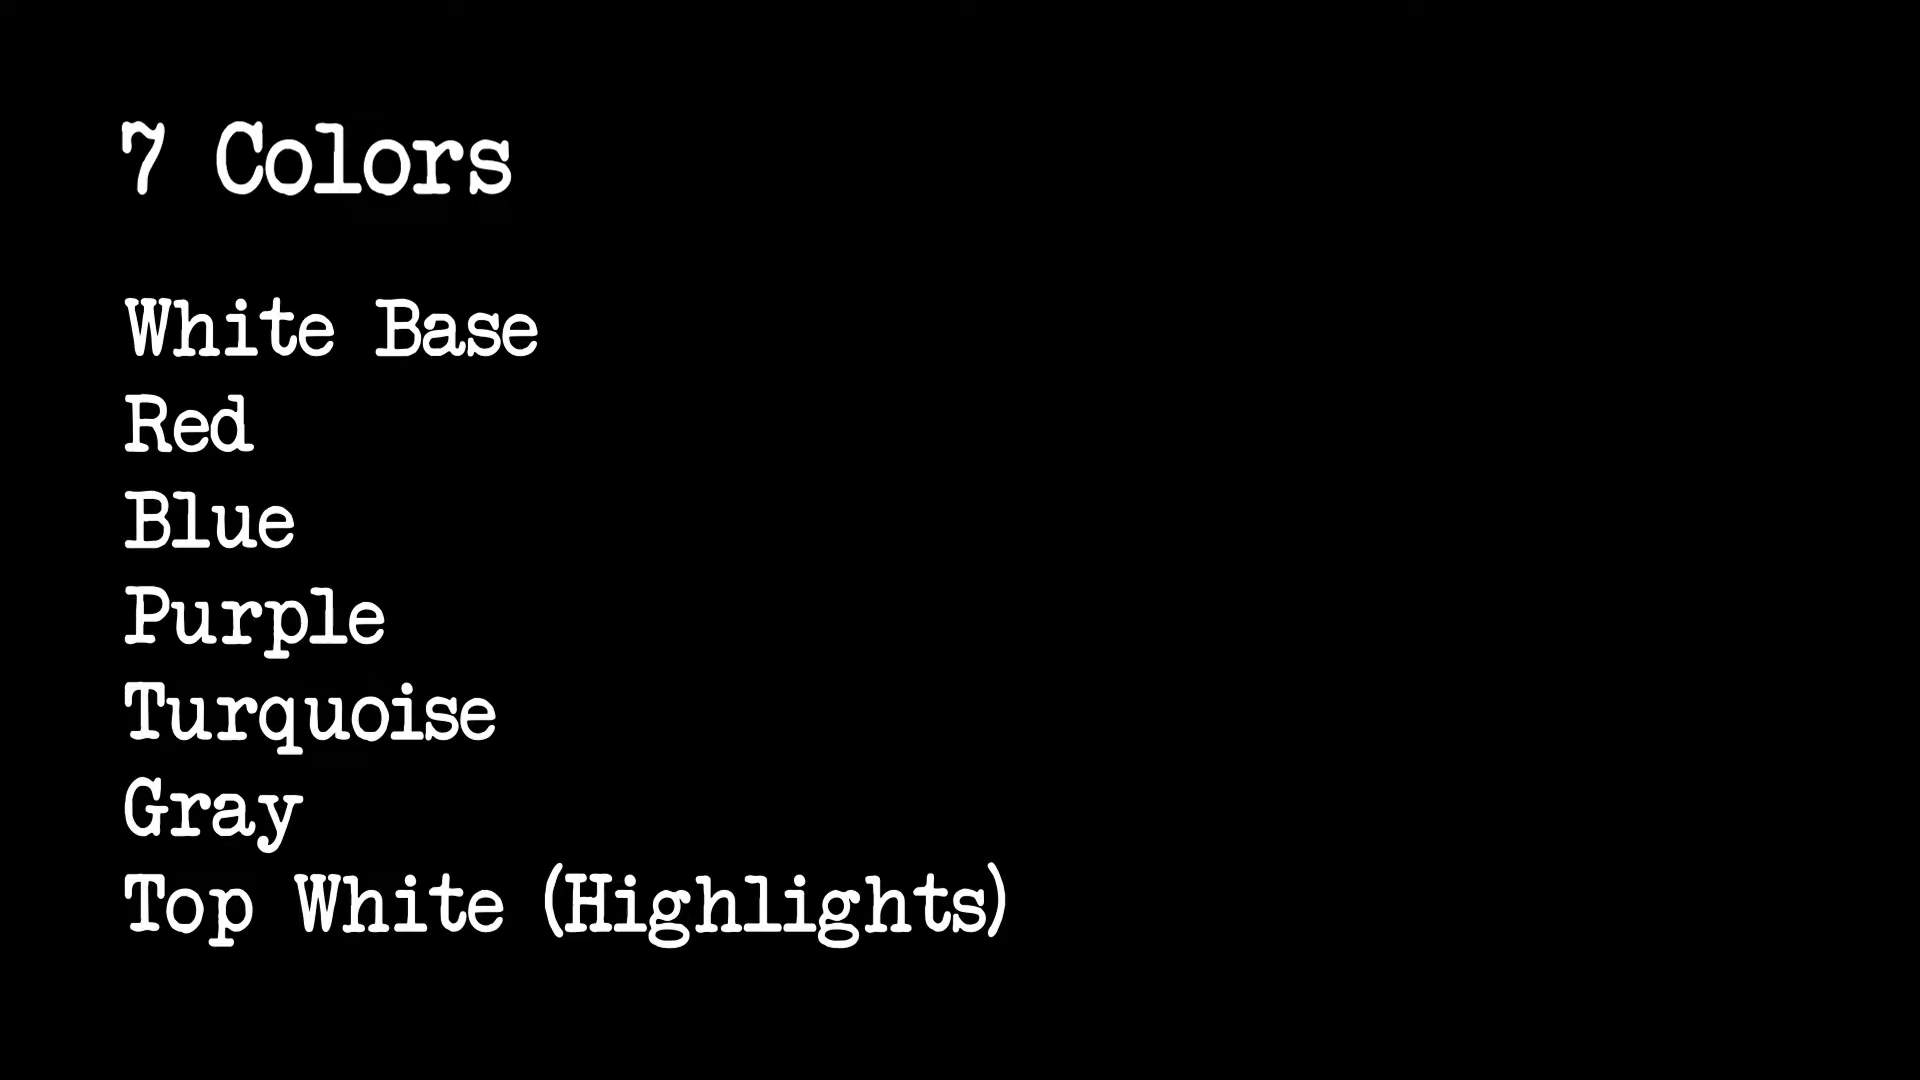 7 Colors
White Base
Red
Blue
Purple
Turquoise
Gray
Top White (Highlights)